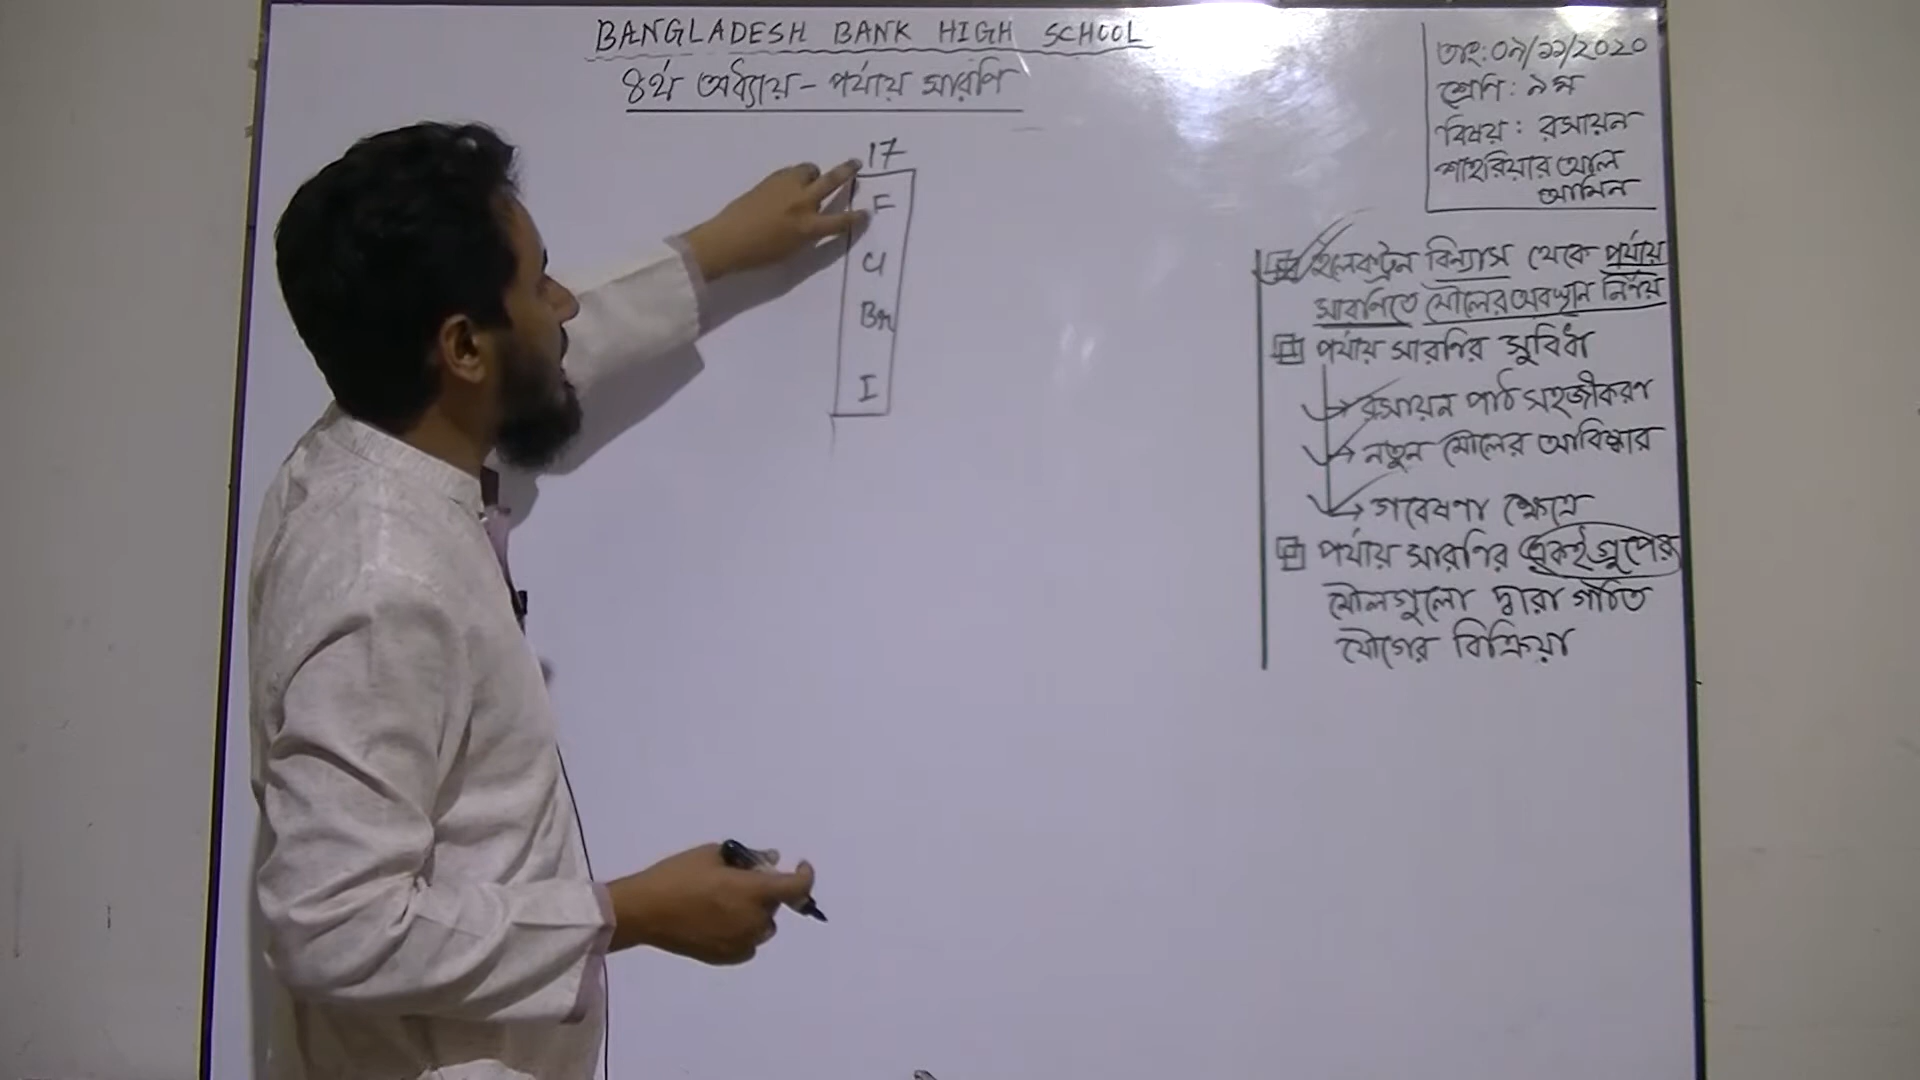 BANGLADESH BANK HIGH SCHOOL
৪র্থ অধ্যায় - পর্যায় সারণি
17
F
Cl
Br
I
তাং: ০৯/১১/২০২০
শ্রেণি: ৯ম
বিষয়: রসায়ন
শাহরিয়ার আল
আমিন
ইলেকট্রন বিন্যাস থেকে পর্যায়
সারণিতে মৌলের অবস্থান নির্ণয়
পর্যায় সারণির সুবিধা
→ রসায়ন পাঠ সহজীকরণ
→ নতুন মৌলের আবিষ্কার
→ গবেষণা ক্ষেত্রে
পর্যায় সারণির একই গ্রুপের
মৌলগুলো দ্বারা গঠিত
যৌগের বিক্রিয়া